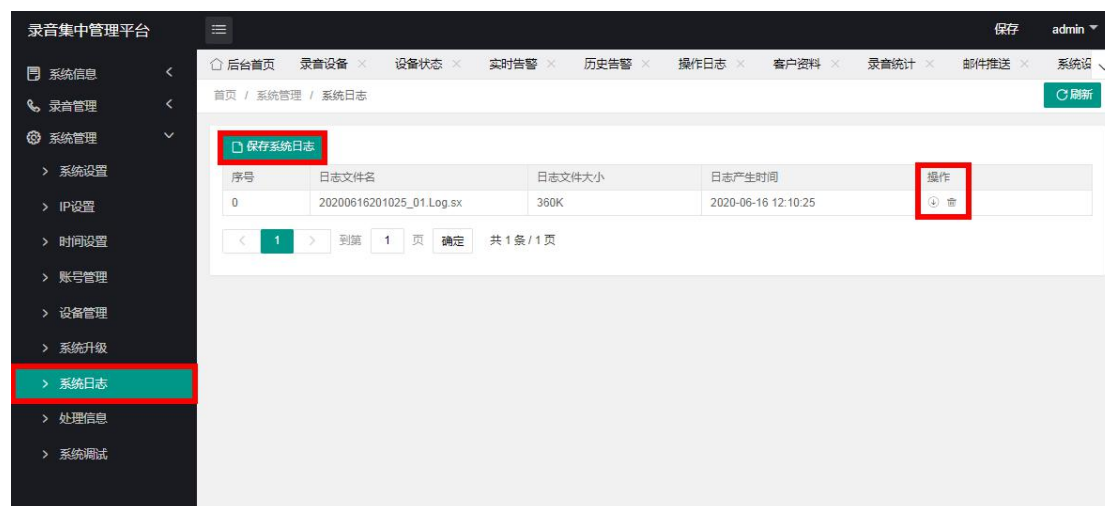 录音集中管理平台
保存 admin
系统信息
录音管理
系统管理
系统设置
IP设置
时间设置
账号管理
设备管理
系统升级
系统日志
处理信息
系统调试
后台首页 录音设备 设备状态 实时告警 历史告警 操作日志 客户资料 录音统计 邮件推送 系统设
首页 / 系统管理 / 系统日志
刷新
保存系统日志
序号 日志文件名 日志文件大小 日志产生时间 操作
0 20200616201025_01.Log.sx 360K 2020-06-16 12:10:25
1 到第 1 页 确定 共 1 条 / 1 页